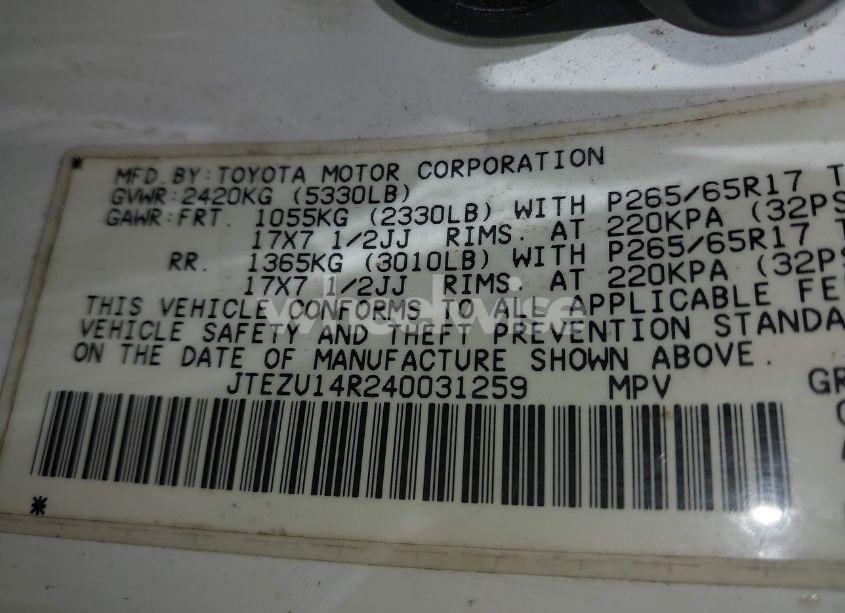 * MFD. BY: TOYOTA MOTOR CORPORATION
GVWR: 2420KG (5330LB)
GAWR: FRT. 1055KG (2330LB) WITH P265/65R17 T
17X7 1/2JJ RIMS. AT 220KPA (32PS
RR. 1365KG (3010LB) WITH P265/65R17 T
17X7 1/2JJ RIMS. AT 220KPA (32PS
THIS VEHICLE CONFORMS TO ALL APPLICABLE FE
wheelwise
VEHICLE SAFETY AND THEFT PREVENTION STANDA
ON THE DATE OF MANUFACTURE SHOWN ABOVE.
JTEZU14R240031259 MPV GR
*